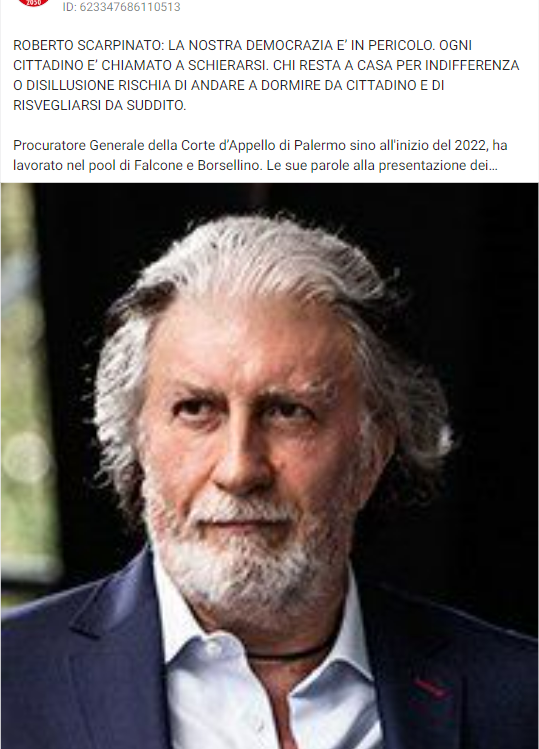 2050
ID: 623347686110513
ROBERTO SCARPINATO: LA NOSTRA DEMOCRAZIA E' IN PERICOLO. OGNI
CITTADINO E' CHIAMATO A SCHIERARSI. CHI RESTA A CASA PER INDIFFERENZA
O DISILLUSIONE RISCHIA DI ANDARE A DORMIRE DA CITTADINO E DI
RISVEGLIARSI DA SUDDITO.
Procuratore Generale della Corte d'Appello di Palermo sino all'inizio del 2022, ha
lavorato nel pool di Falcone e Borsellino. Le sue parole alla presentazione dei...